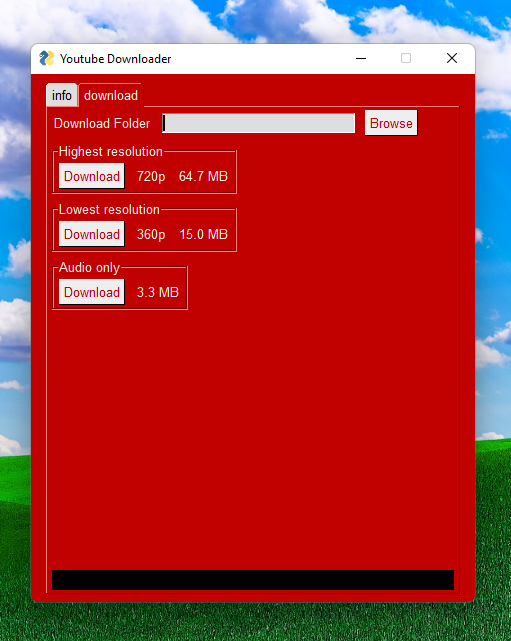 Youtube Downloader
info download
Download Folder Browse
Highest resolution
Download 720p 64.7 MB
Lowest resolution
Download 360p 15.0 MB
Audio only
Download 3.3 MB